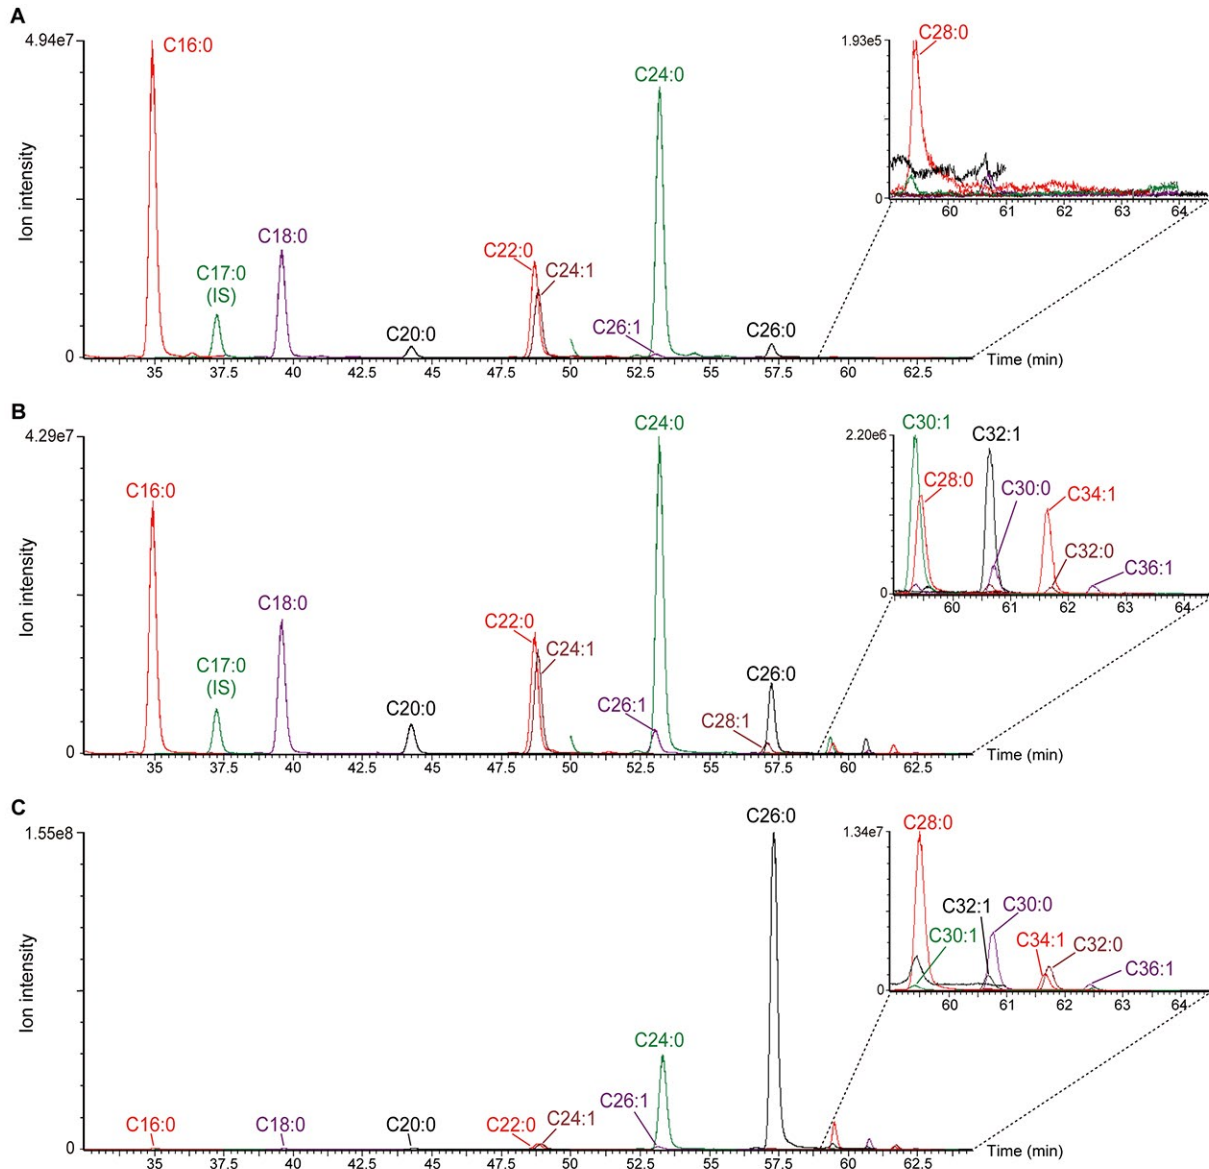 A
4.94e7
C16:0
C17:0
(IS)
C18:0
C20:0
C22:0
C24:1
C26:1
C24:0
C26:0
Ion intensity
0
35 37.5 40 42.5 45 47.5 50 52.5 55 57.5 60 62.5
Time (min)
1.93e5
C28:0
0
60 61 62 63 64
B
4.29e7
C16:0
C17:0
(IS)
C18:0
C20:0
C22:0
C24:1
C26:1
C24:0
C28:1
C26:0
Ion intensity
0
35 37.5 40 42.5 45 47.5 50 52.5 55 57.5 60 62.5
Time (min)
2.20e6
C30:1
C28:0
C32:1
C30:0
C34:1
C32:0
C36:1
0
60 61 62 63 64
C
1.55e8
C16:0
C18:0
C20:0
C22:0
C24:1
C26:1
C24:0
C26:0
Ion intensity
0
35 37.5 40 42.5 45 47.5 50 52.5 55 57.5 60 62.5
Time (min)
1.34e7
C28:0
C30:1
C32:1
C30:0
C34:1
C32:0
C36:1
0
60 61 62 63 64